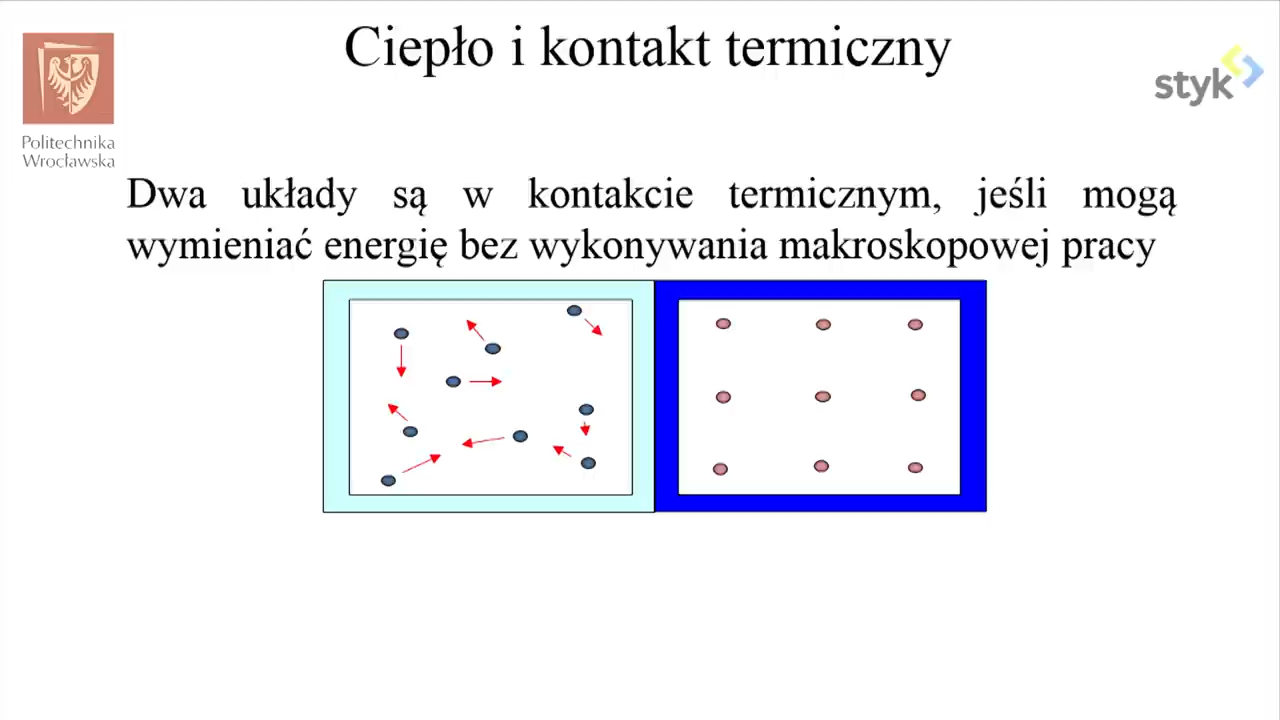 Ciepło i kontakt termiczny
styk
Politechnika
Wrocławska
Dwa układy są w kontakcie termicznym, jeśli mogą
wymieniać energię bez wykonywania makroskopowej pracy